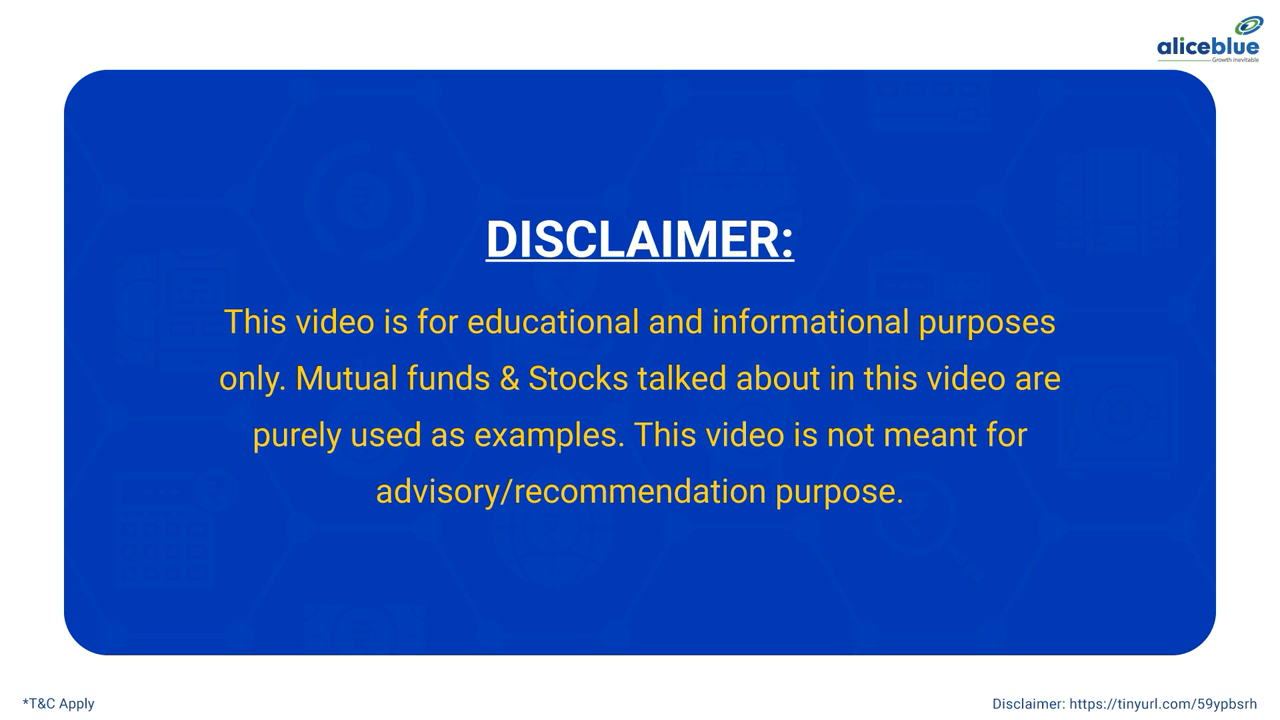 aliceblue
Growth inevitable
DISCLAIMER:
This video is for educational and informational purposes
only. Mutual funds & Stocks talked about in this video are
purely used as examples. This video is not meant for
advisory/recommendation purpose.
*T&C Apply
Disclaimer: https://tinyurl.com/59ypbsrh